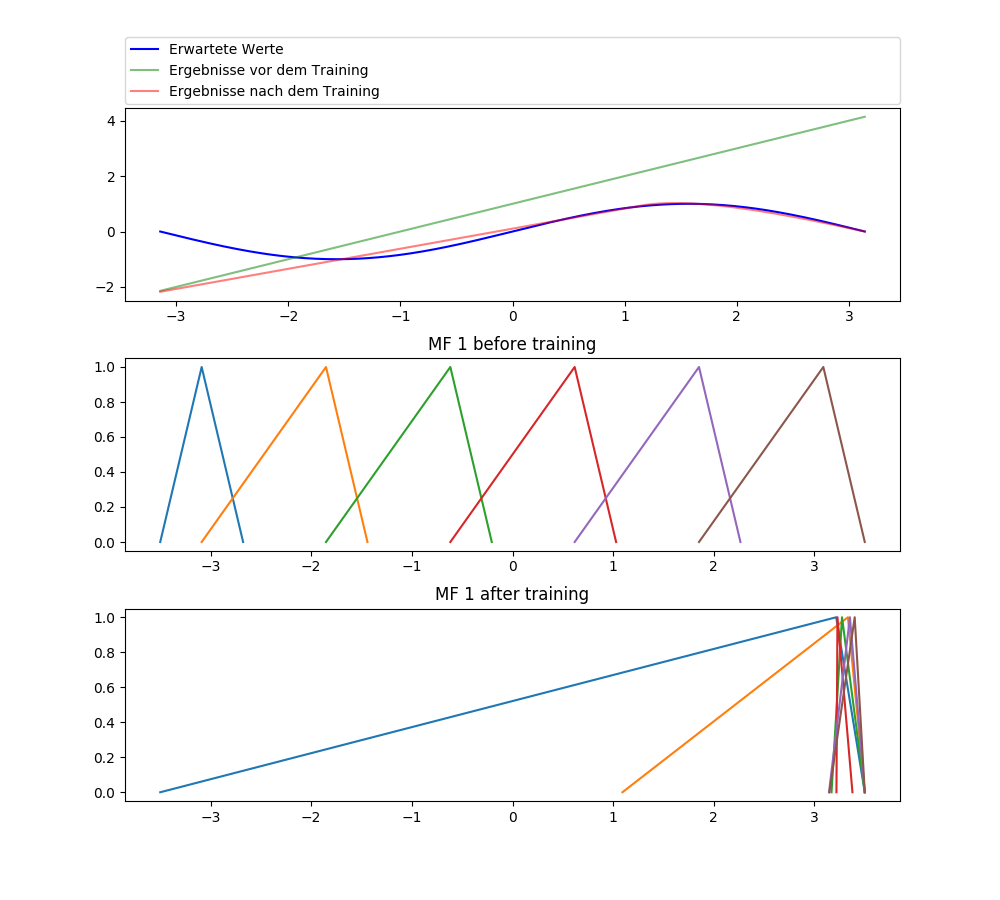 Erwartete Werte
Ergebnisse vor dem Training
Ergebnisse nach dem Training
4
2
0
−2
−3 −2 −1 0 1 2 3
MF 1 before training
1.0
0.8
0.6
0.4
0.2
0.0
−3 −2 −1 0 1 2 3
MF 1 after training
1.0
0.8
0.6
0.4
0.2
0.0
−3 −2 −1 0 1 2 3